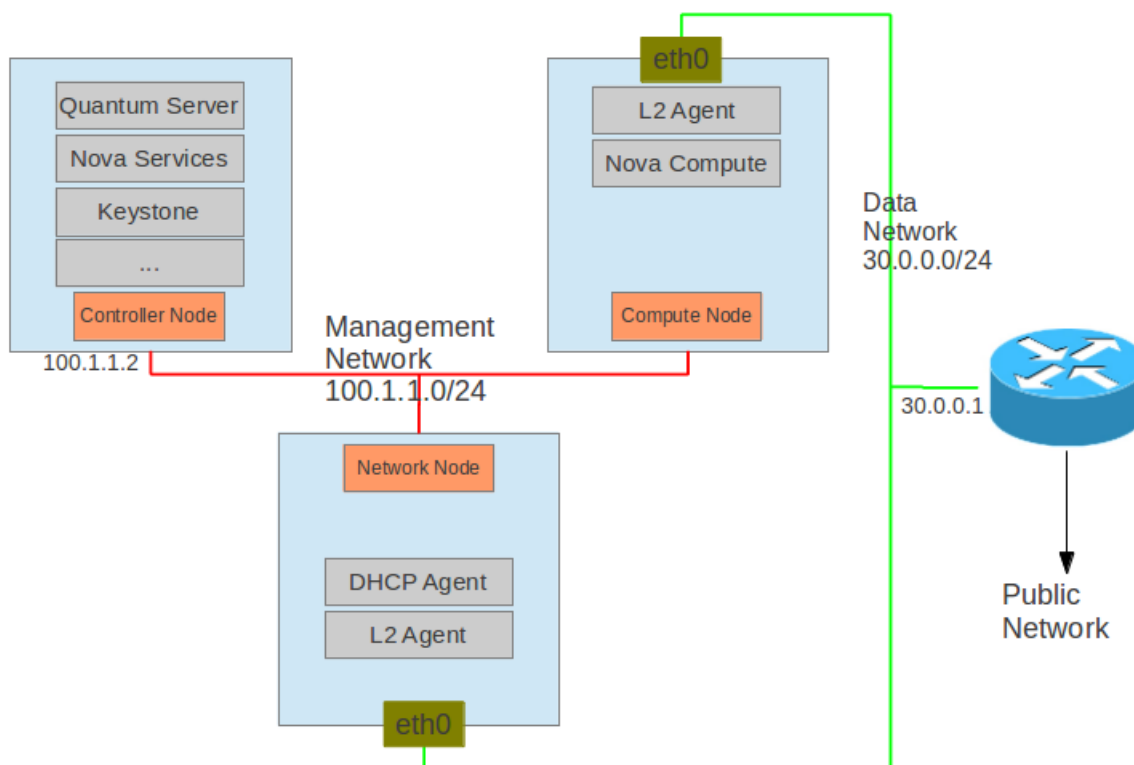 eth0
Quantum Server
Nova Services
Keystone
...
Controller Node
100.1.1.2
L2 Agent
Nova Compute
Compute Node
Data
Network
30.0.0.0/24
Management
Network
100.1.1.0/24
30.0.0.1
Network Node
DHCP Agent
L2 Agent
eth0
Public
Network